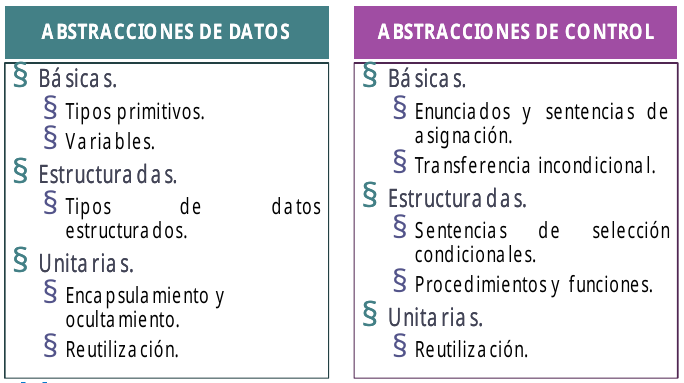 ABSTRACCIONES DE DATOS
§ Básicas.
§ Tipos primitivos.
§ Variables.
§ Estructuradas.
§ Tipos de datos
estructurados.
§ Unitarias.
§ Encapsulamiento y
ocultamiento.
§ Reutilización.
ABSTRACCIONES DE CONTROL
§ Básicas.
§ Enunciados y sentencias de
asignación.
§ Transferencia incondicional.
§ Estructuradas.
§ Sentencias de selección
condicionales.
§ Procedimientos y funciones.
§ Unitarias.
§ Reutilización.